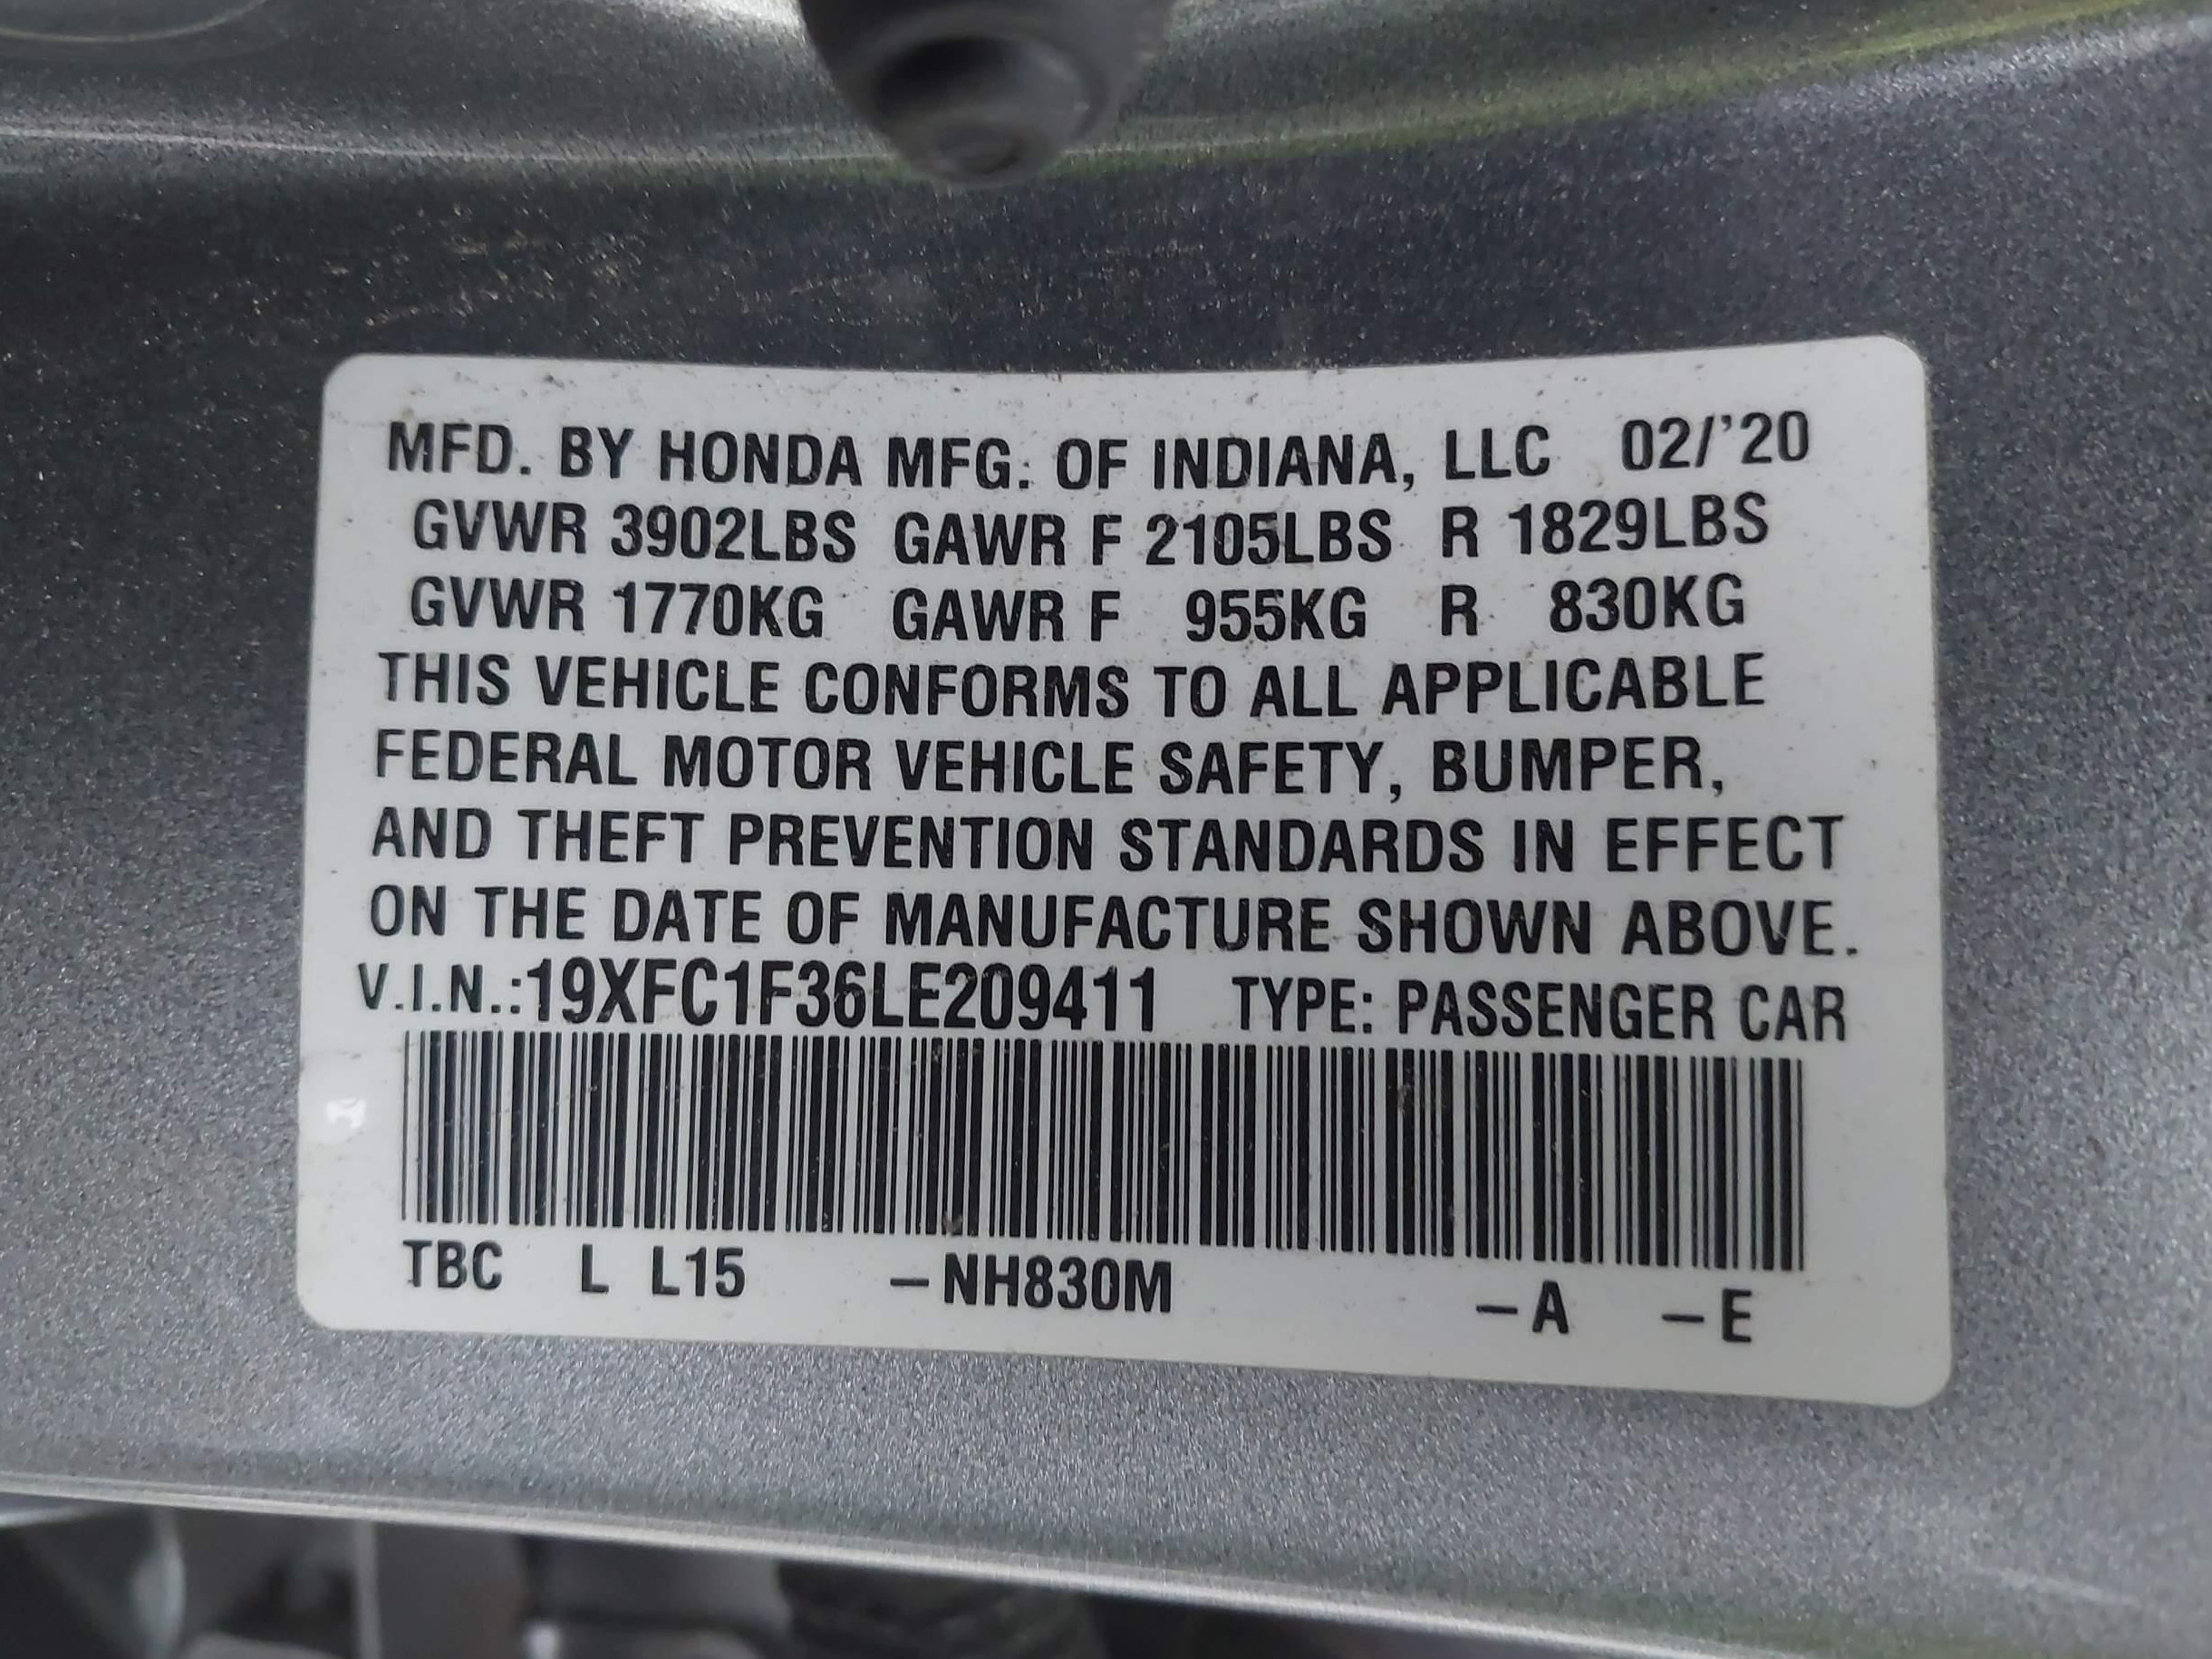 MFD. BY HONDA MFG. OF INDIANA, LLC 02/'20
GVWR 3902LBS GAWR F 2105LBS R 1829LBS
GVWR 1770KG GAWR F 955KG R 830KG
THIS VEHICLE CONFORMS TO ALL APPLICABLE
FEDERAL MOTOR VEHICLE SAFETY, BUMPER,
AND THEFT PREVENTION STANDARDS IN EFFECT
ON THE DATE OF MANUFACTURE SHOWN ABOVE.
V.I.N.:19XFC1F36LE209411 TYPE: PASSENGER CAR
TBC L L15 –NH830M –A –E